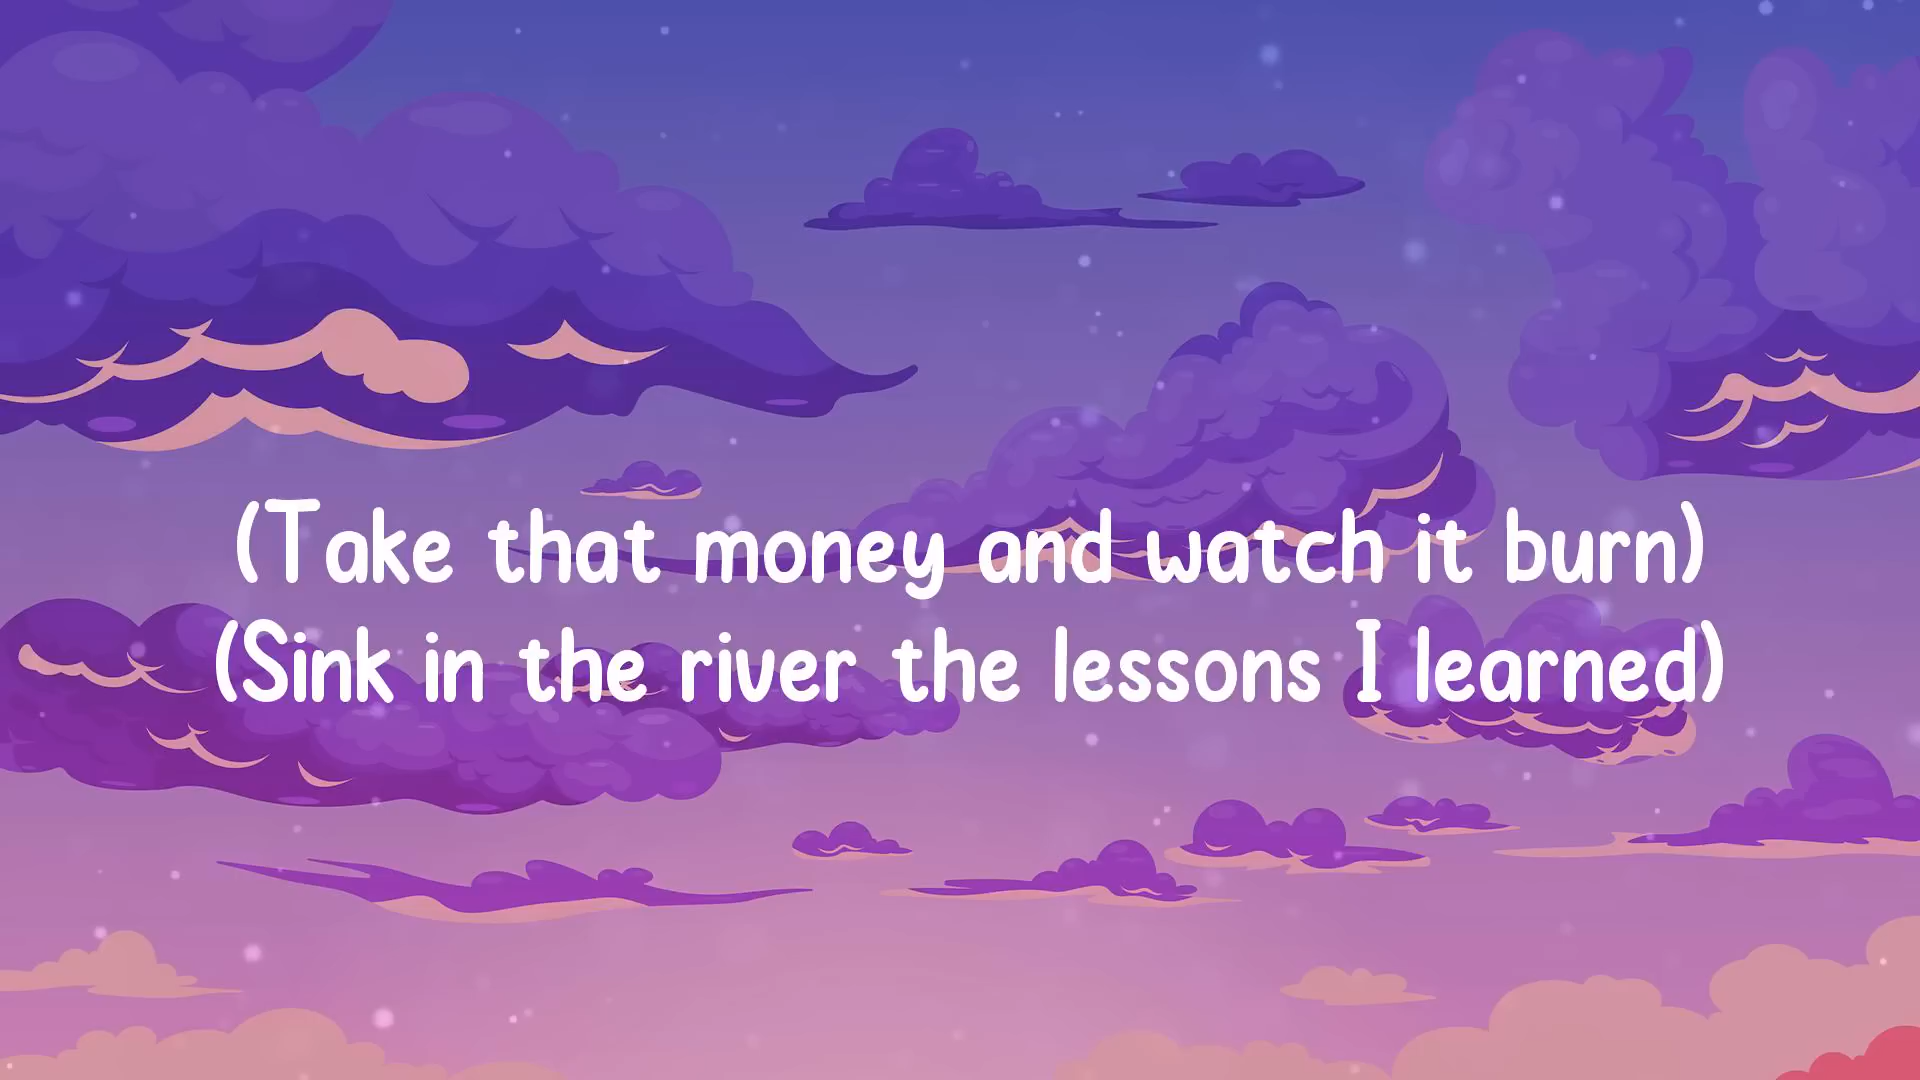 (Take that money and watch it burn)
(Sink in the river the lessons I learned)